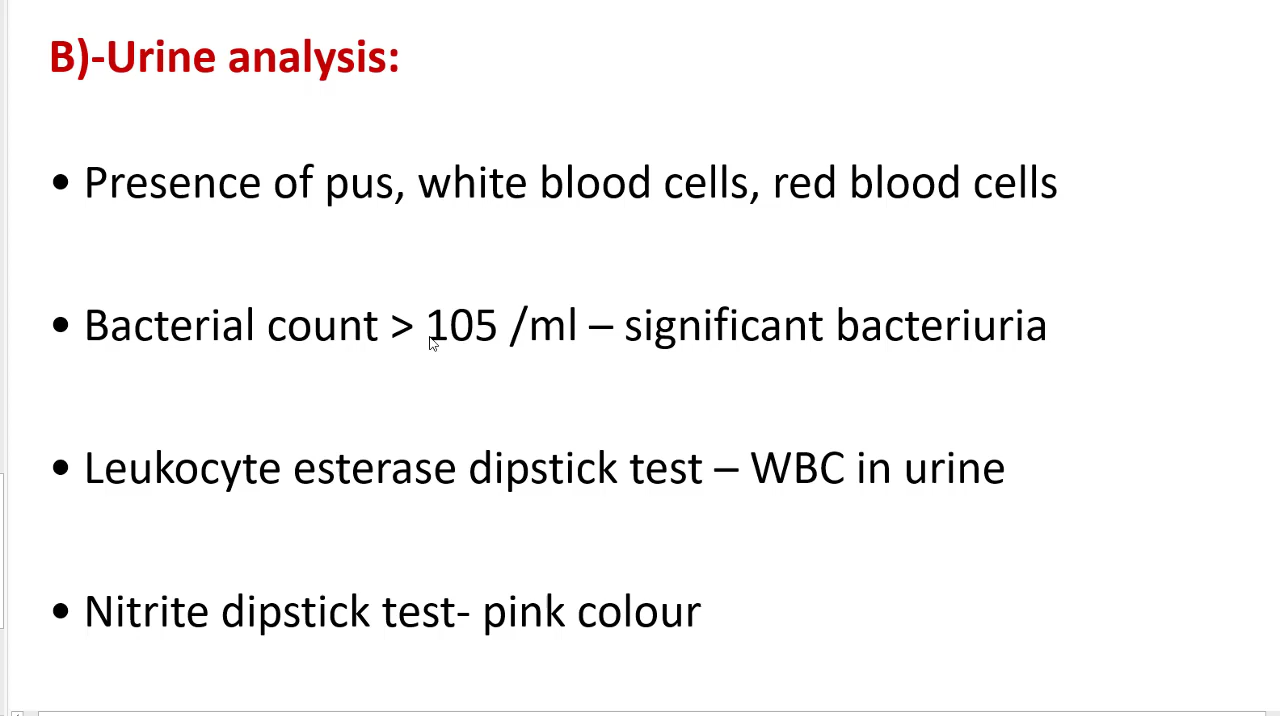 B)-Urine analysis:
• Presence of pus, white blood cells, red blood cells
• Bacterial count > 105 /ml – significant bacteriuria
• Leukocyte esterase dipstick test – WBC in urine
• Nitrite dipstick test- pink colour